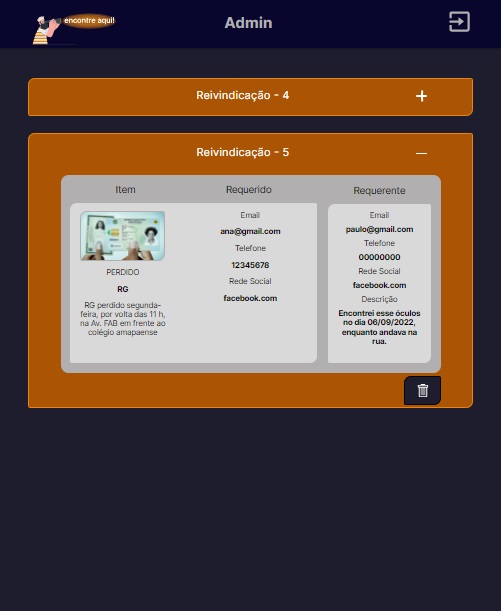 encontre aqui!
Admin
Reivindicação - 4
Reivindicação - 5
Item
PERDIDO
RG
RG perdido segunda-
feira, por volta das 11 h,
na Av. FAB em frente ao
colégio amapaense
Requerido
Email
ana@gmail.com
Telefone
12345678
Rede Social
facebook.com
Requerente
Email
paulo@gmail.com
Telefone
00000000
Rede Social
facebook.com
Descrição
Encontrei esse óculos
no dia 06/09/2022,
enquanto andava na
rua.